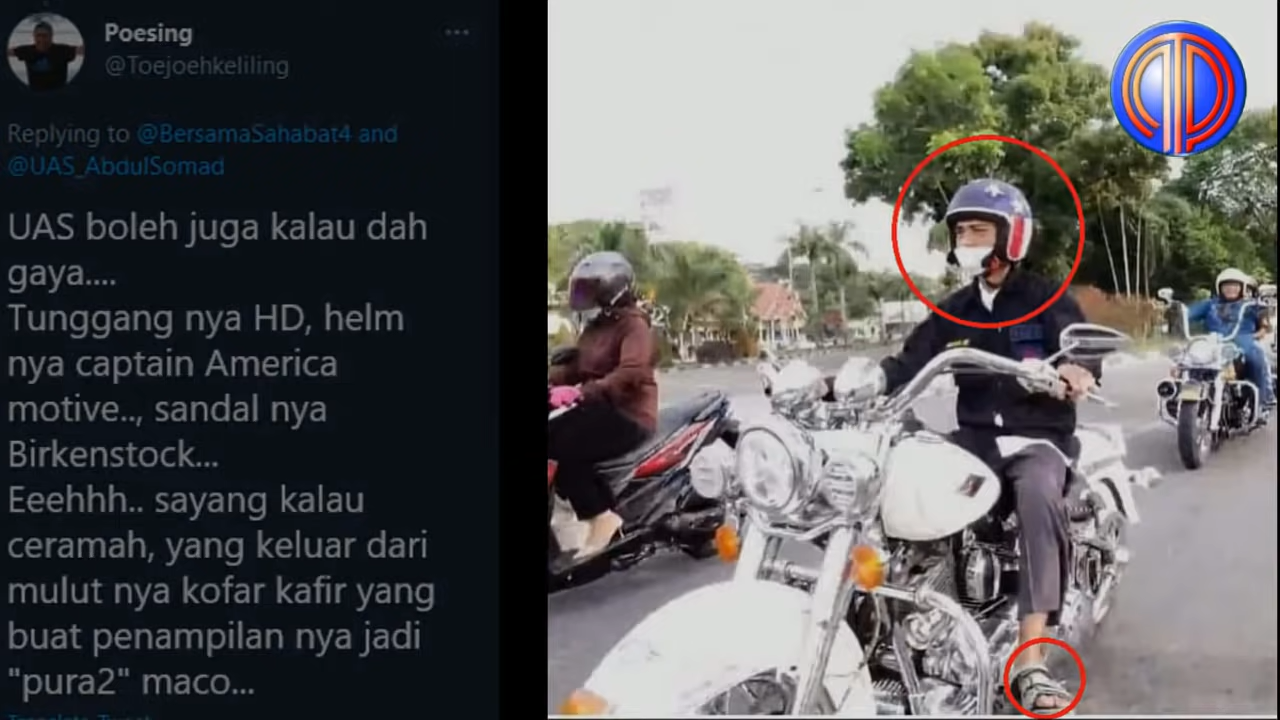 Poesing
@Toejoehkeliling
Replying to @BersamaSahabat4 and
@UAS_AbdulSomad
UAS boleh juga kalau dah
gaya....
Tunggang nya HD, helm
nya captain America
motive.., sandal nya
Birkenstock...
Eeehhh.. sayang kalau
ceramah, yang keluar dari
mulut nya kofar kafir yang
buat penampilan nya jadi
"pura2" maco...
Translate Tweet